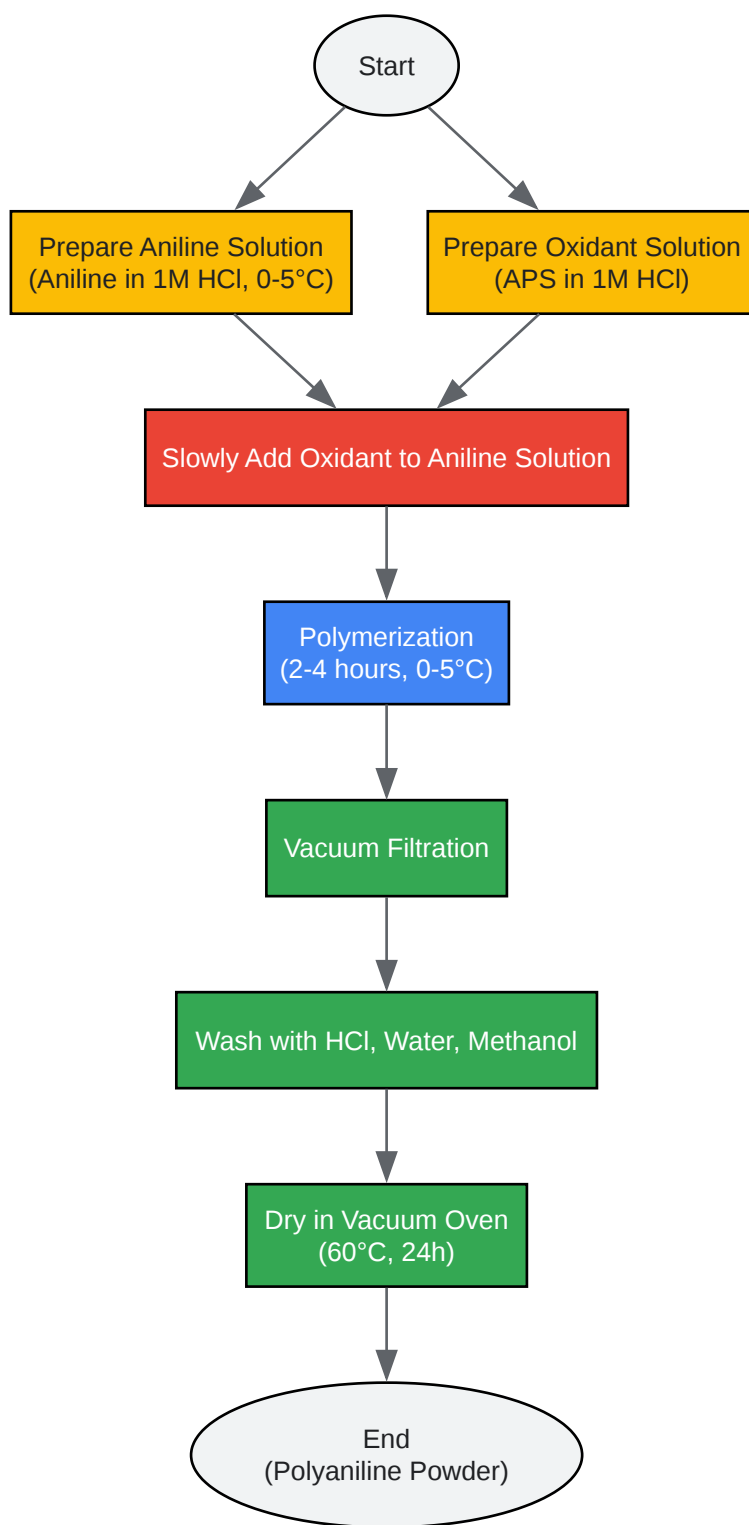 Start
Prepare Aniline Solution
(Aniline in 1M HCl, 0-5°C)
Prepare Oxidant Solution
(APS in 1M HCl)
Slowly Add Oxidant to Aniline Solution
Polymerization
(2-4 hours, 0-5°C)
Vacuum Filtration
Wash with HCl, Water, Methanol
Dry in Vacuum Oven
(60°C, 24h)
End
(Polyaniline Powder)